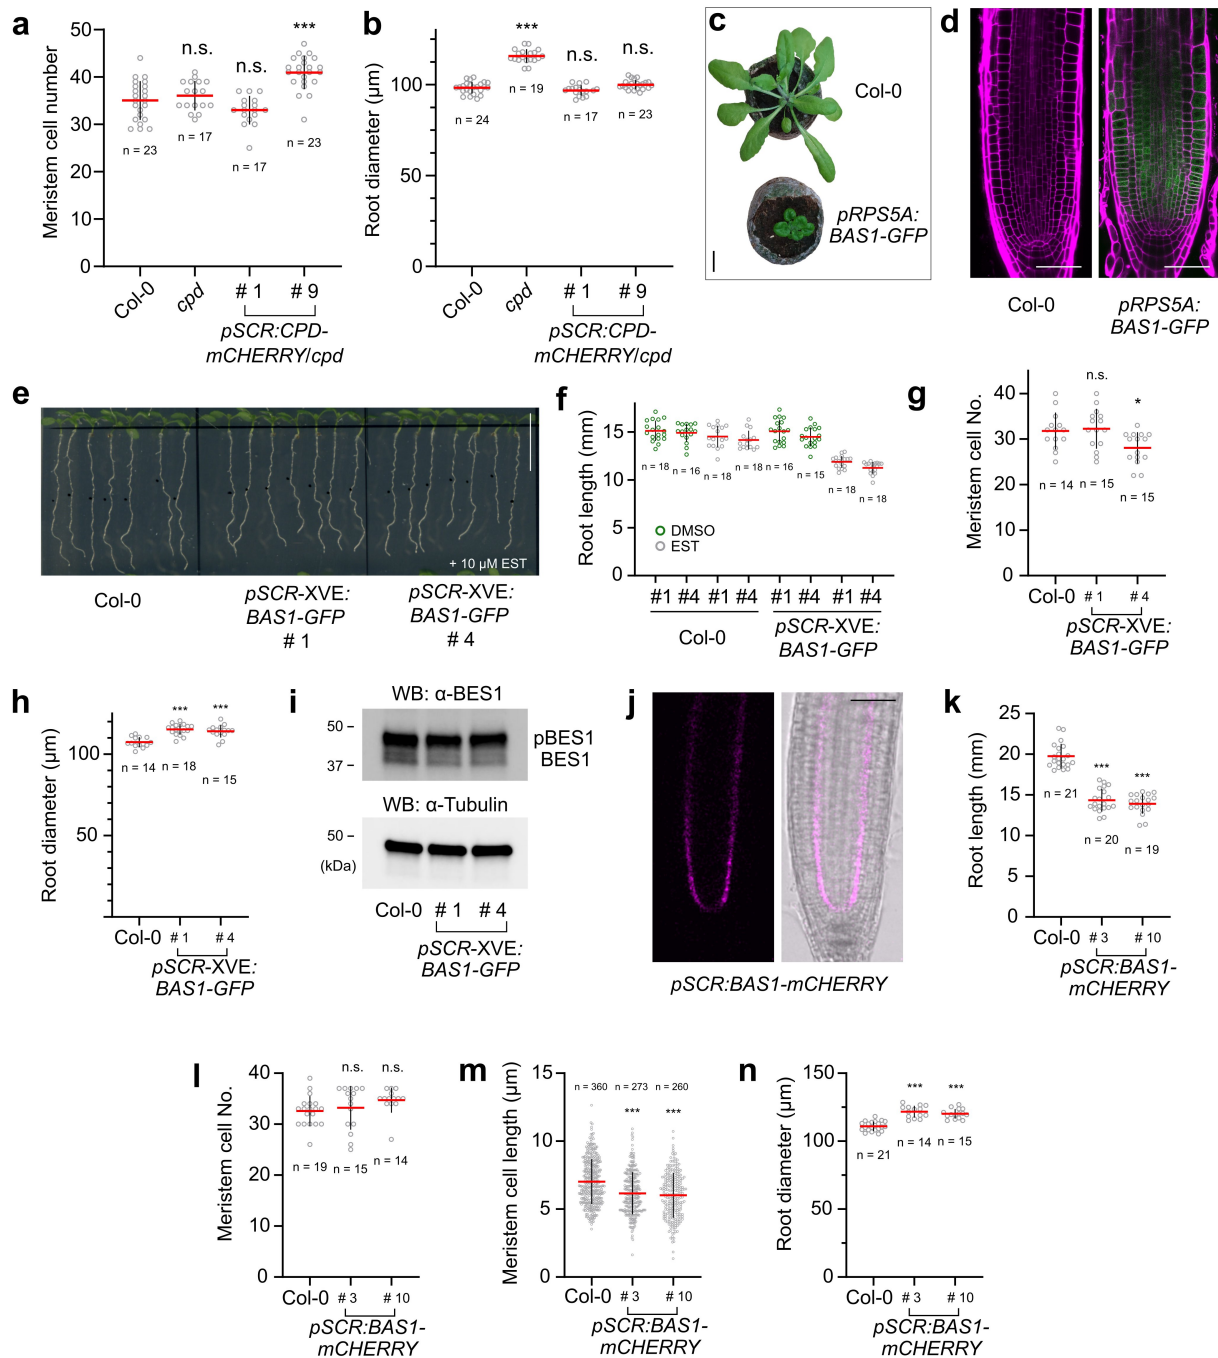 a
Meristem cell number
50
40
30
20
10
0
n.s.
n.s.
***
n = 23
n = 17
n = 17
n = 23
Col-0
cpd
# 1
# 9
pSCR:CPD-
mCHERRY/cpd
b
Root diameter (µm)
100
50
0
***
n.s.
n.s.
n = 24
n = 19
n = 17
n = 23
Col-0
cpd
# 1
# 9
pSCR:CPD-
mCHERRY/cpd
c
Col-0
pRPS5A:
BAS1-GFP
d
Col-0
pRPS5A:
BAS1-GFP
e
+ 10 µM EST
Col-0
pSCR-XVE:
BAS1-GFP
# 1
pSCR-XVE:
BAS1-GFP
# 4
f
Root length (mm)
15
10
5
0
n = 18
n = 16
n = 18
n = 18
n = 16
n = 15
n = 18
n = 18
DMSO
EST
#1 #4 #1 #4 #1 #4 #1 #4
Col-0
pSCR-XVE:
BAS1-GFP
g
Meristem cell No.
40
30
20
10
0
n.s.
*
n = 14
n = 15
n = 15
Col-0
# 1
# 4
pSCR-XVE:
BAS1-GFP
h
Root diameter (µm)
100
50
***
***
n = 14
n = 18
n = 15
Col-0
# 1
# 4
pSCR-XVE:
BAS1-GFP
i
WB: α-BES1
50
37
pBES1
BES1
WB: α-Tubulin
50
(kDa)
Col-0
# 1
# 4
pSCR-XVE:
BAS1-GFP
j
pSCR:BAS1-mCHERRY
k
Root length (mm)
25
20
15
10
5
0
***
***
n = 21
n = 20
n = 19
Col-0
# 3
# 10
pSCR:BAS1-
mCHERRY
l
Meristem cell No.
40
30
20
10
0
n.s.
n.s.
n = 19
n = 15
n = 14
Col-0
# 3
# 10
pSCR:BAS1-
mCHERRY
m
Meristem cell length (µm)
15
10
5
0
n = 360
n = 273
n = 260
***
***
Col-0
# 3
# 10
pSCR:BAS1-
mCHERRY
n
Root diameter (µm)
150
100
50
0
***
***
n = 21
n = 14
n = 15
Col-0
# 3
# 10
pSCR:BAS1-
mCHERRY